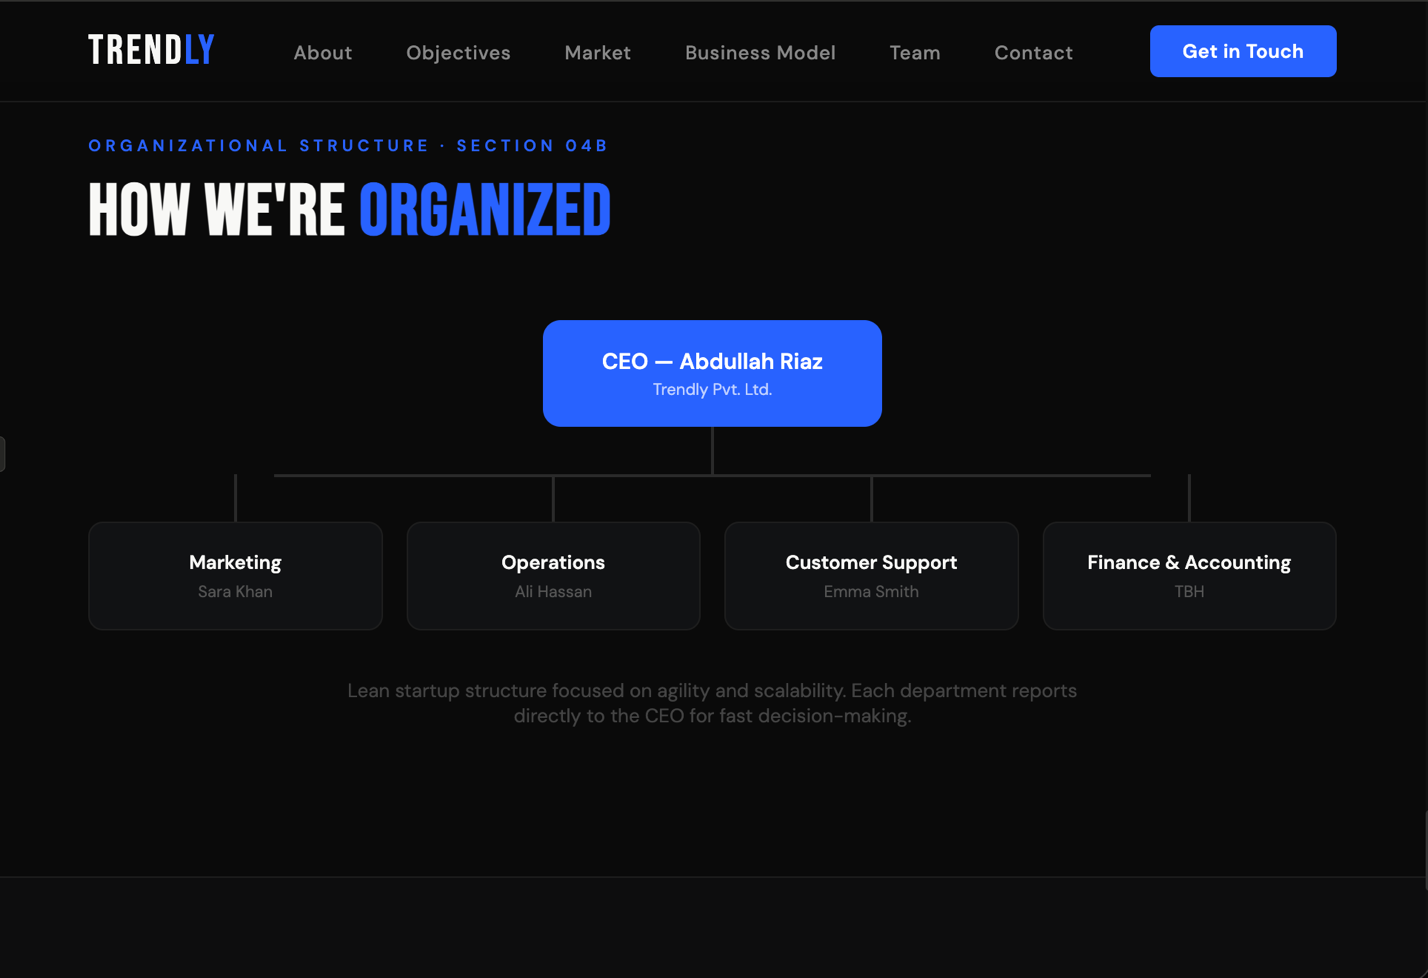 TRENDLY
About
Objectives
Market
Business Model
Team
Contact
Get in Touch
ORGANIZATIONAL STRUCTURE · SECTION 04B
HOW WE'RE ORGANIZED
CEO — Abdullah Riaz
Trendly Pvt. Ltd.
Marketing
Sara Khan
Operations
Ali Hassan
Customer Support
Emma Smith
Finance & Accounting
TBH
Lean startup structure focused on agility and scalability. Each department reports
directly to the CEO for fast decision-making.